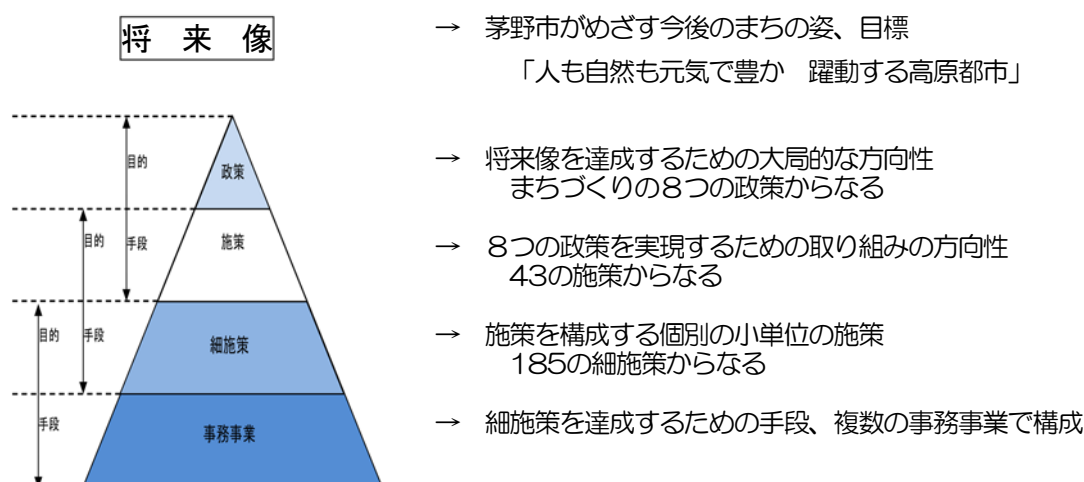 将 来 像
→ 茅野市がめざす今後のまちの姿、目標
「人も自然も元気で豊か 躍動する高原都市」
目的
政策
→ 将来像を達成するための大局的な方向性
まちづくりの８つの政策からなる
目的
手段
施策
→ ８つの政策を実現するための取り組みの方向性
43の施策からなる
目的
手段
細施策
→ 施策を構成する個別の小単位の施策
185の細施策からなる
手段
事務事業
→ 細施策を達成するための手段、複数の事務事業で構成